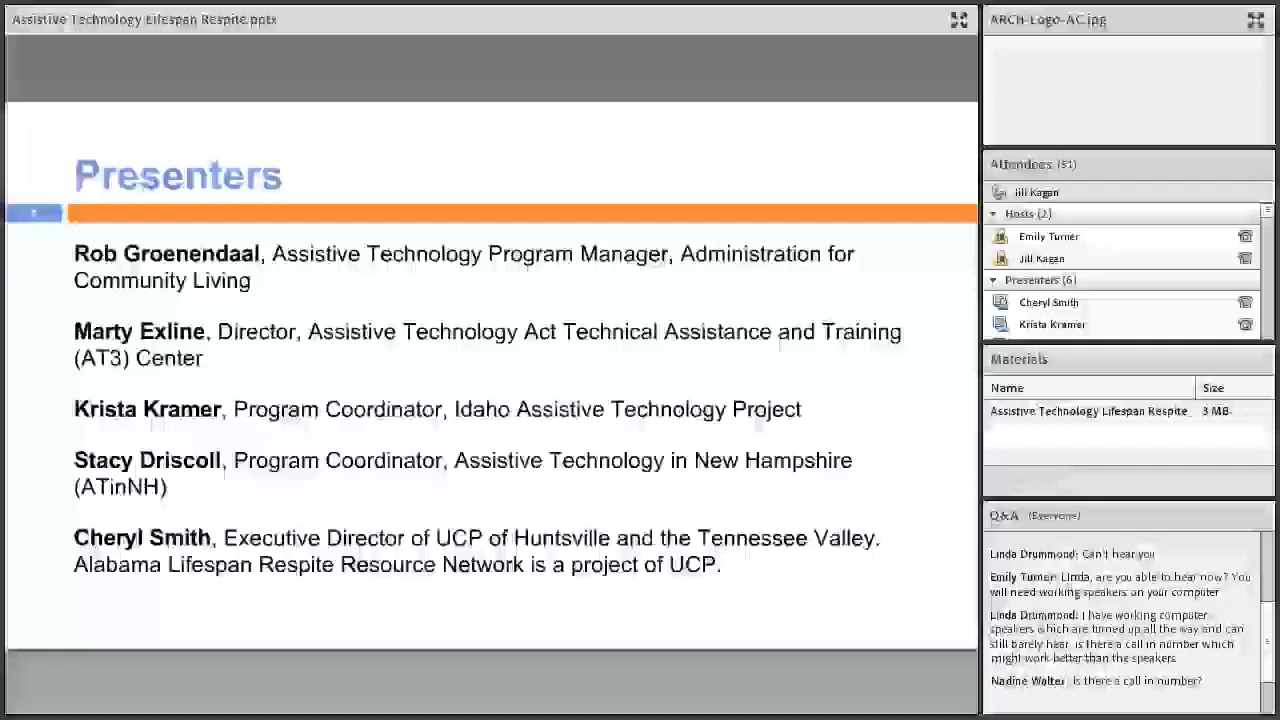 Assistive Technology Lifespan Respite.pptx
Presenters
Rob Groenendaal, Assistive Technology Program Manager, Administration for
Community Living
Marty Exline, Director, Assistive Technology Act Technical Assistance and Training
(AT3) Center
Krista Kramer, Program Coordinator, Idaho Assistive Technology Project
Stacy Driscoll, Program Coordinator, Assistive Technology in New Hampshire
(ATinNH)
Cheryl Smith, Executive Director of UCP of Huntsville and the Tennessee Valley.
Alabama Lifespan Respite Resource Network is a project of UCP.
ARCH-Logo-AC.jpg
Attendees (51)
Jill Kagan
Hosts (2)
Emily Turner
Jill Kagan
Presenters (6)
Cheryl Smith
Krista Kramer
Materials
Name Size
Assistive Technology Lifespan Respite 3 MB
Q&A (Everyone)
Linda Drummond: Can't hear you
Emily Turner: Linda, are you able to hear now? You
will need working speakers on your computer
Linda Drummond: I have working computer
speakers which are turned up all the way and can
still barely hear. is there a call in number which
might work better than the speakers
Nadine Walter: Is there a call in number?